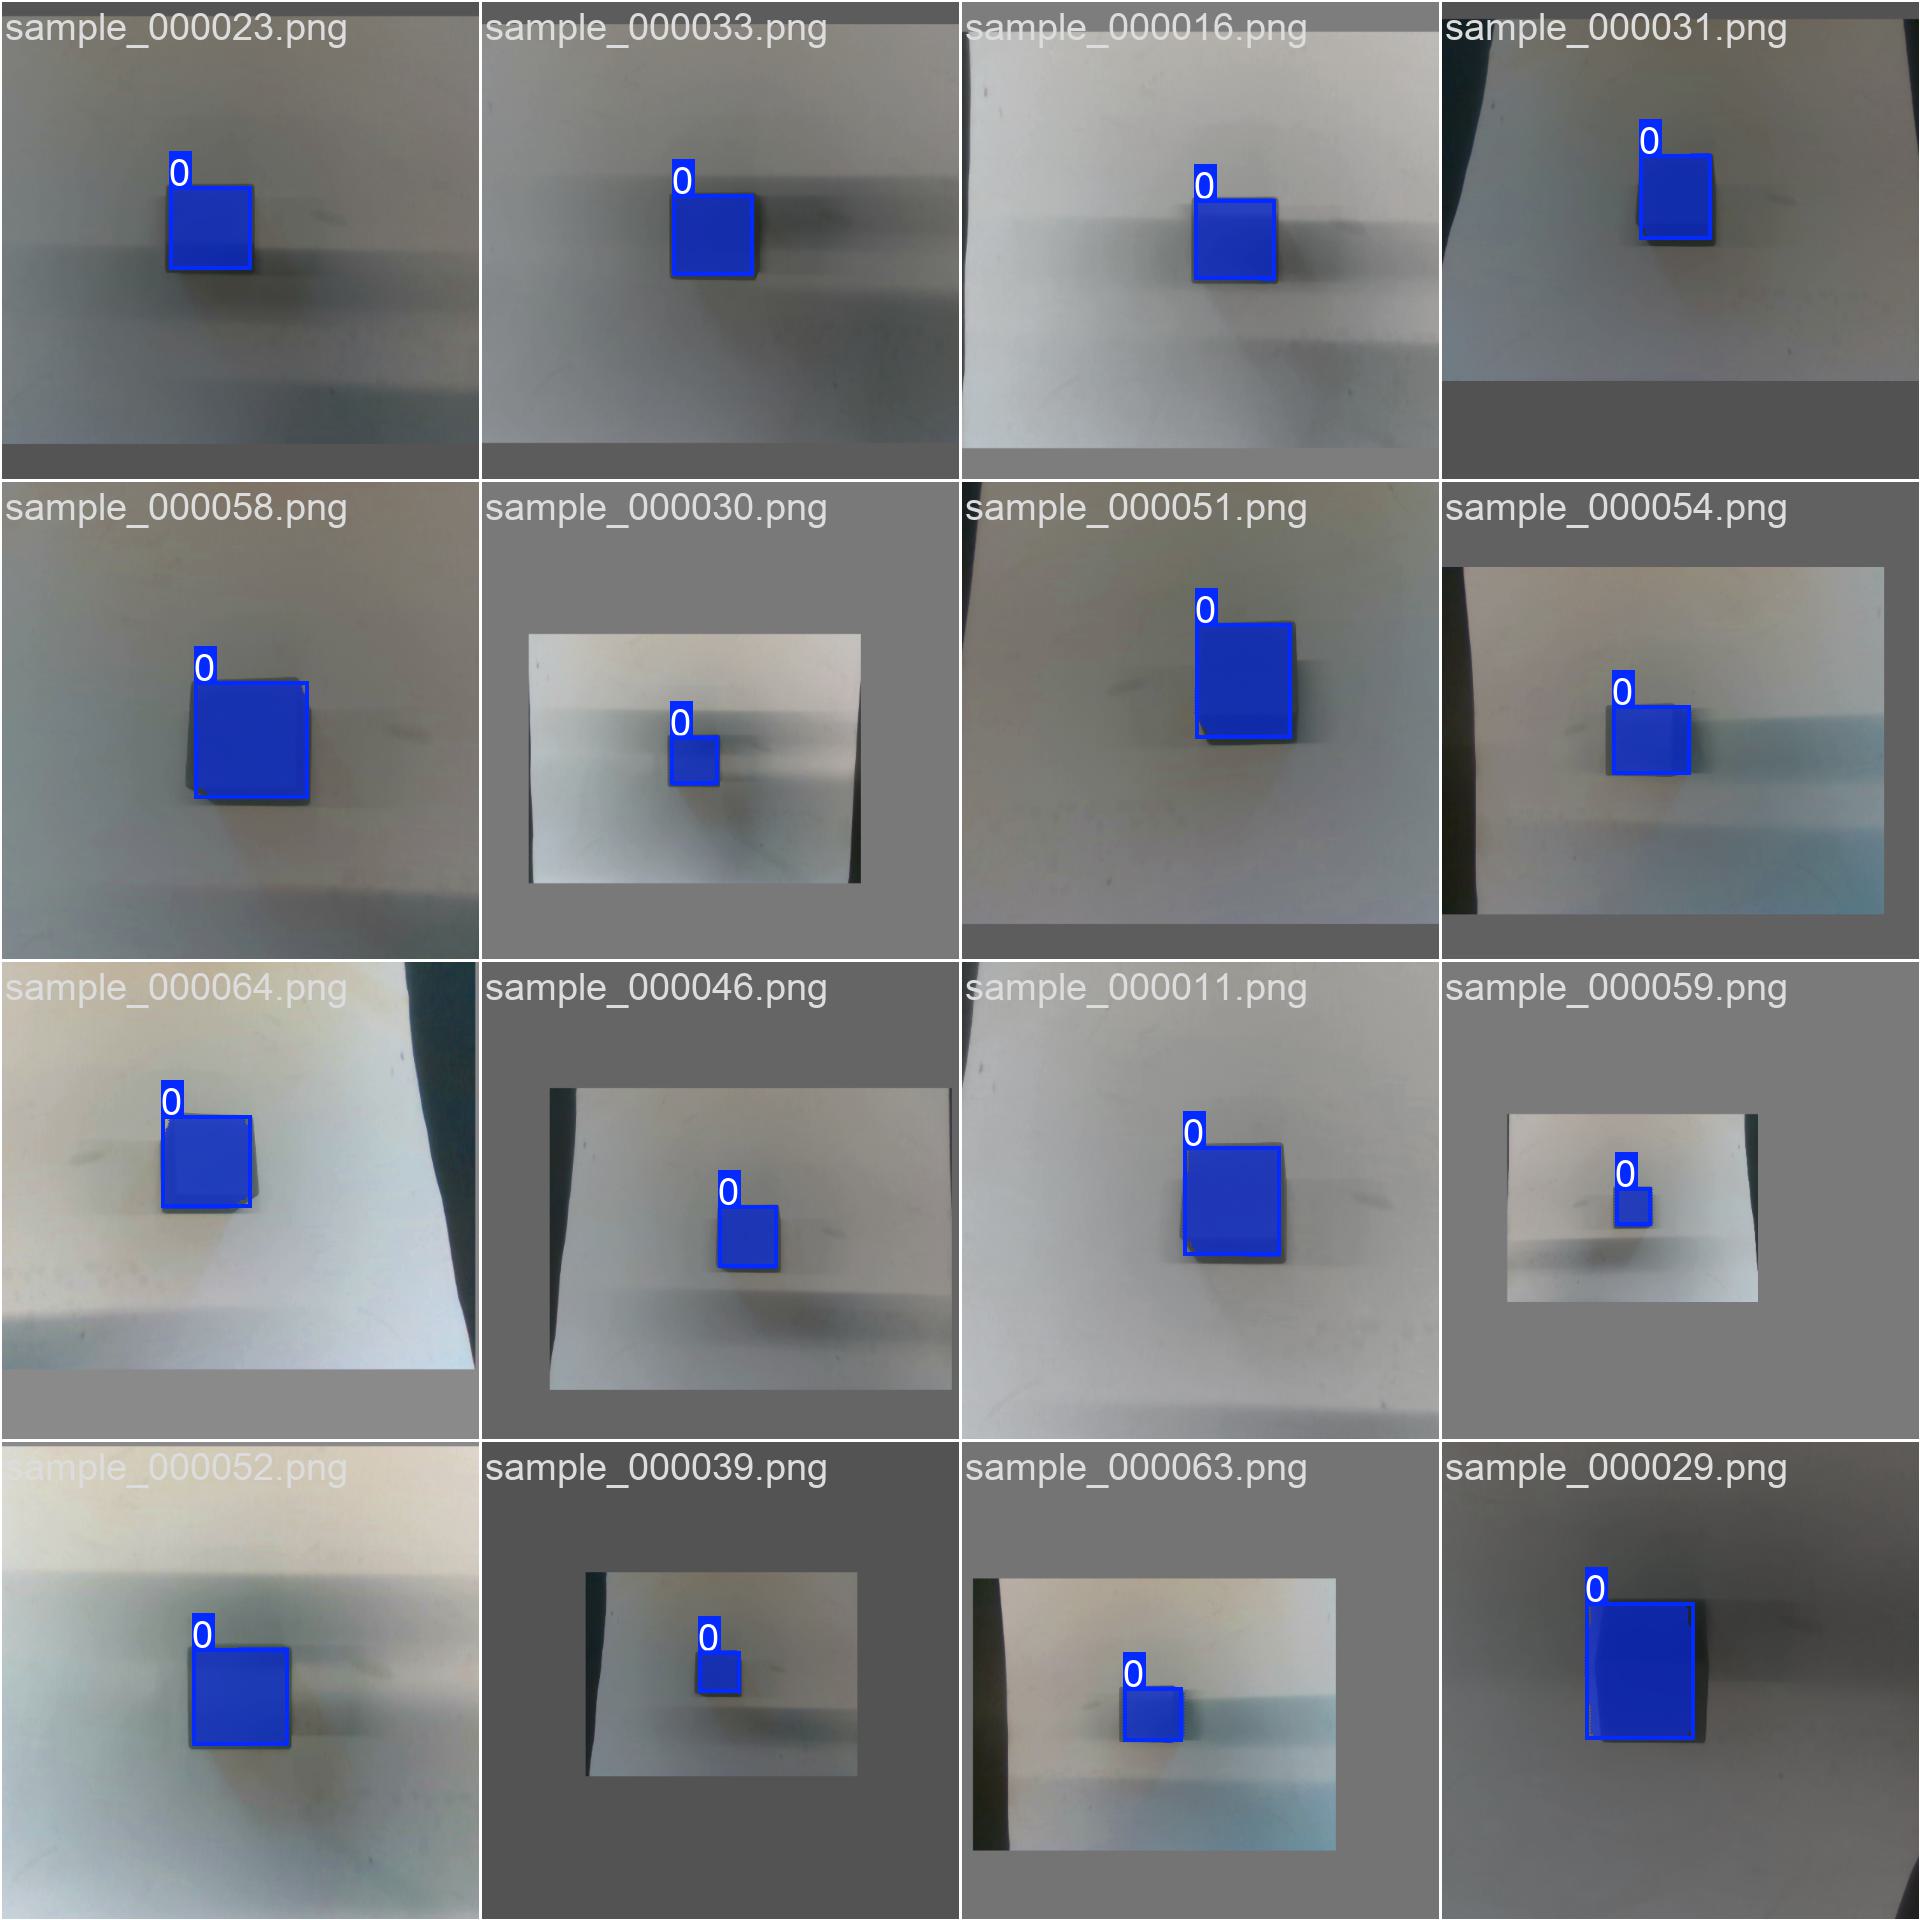 sample_000023.png
sample_000033.png
sample_000016.png
sample_000031.png
0
0
0
0
sample_000058.png
sample_000030.png
sample_000051.png
sample_000054.png
0
0
0
0
sample_000064.png
sample_000046.png
sample_000011.png
sample_000059.png
0
0
0
0
sample_000052.png
sample_000039.png
sample_000063.png
sample_000029.png
0
0
0
0